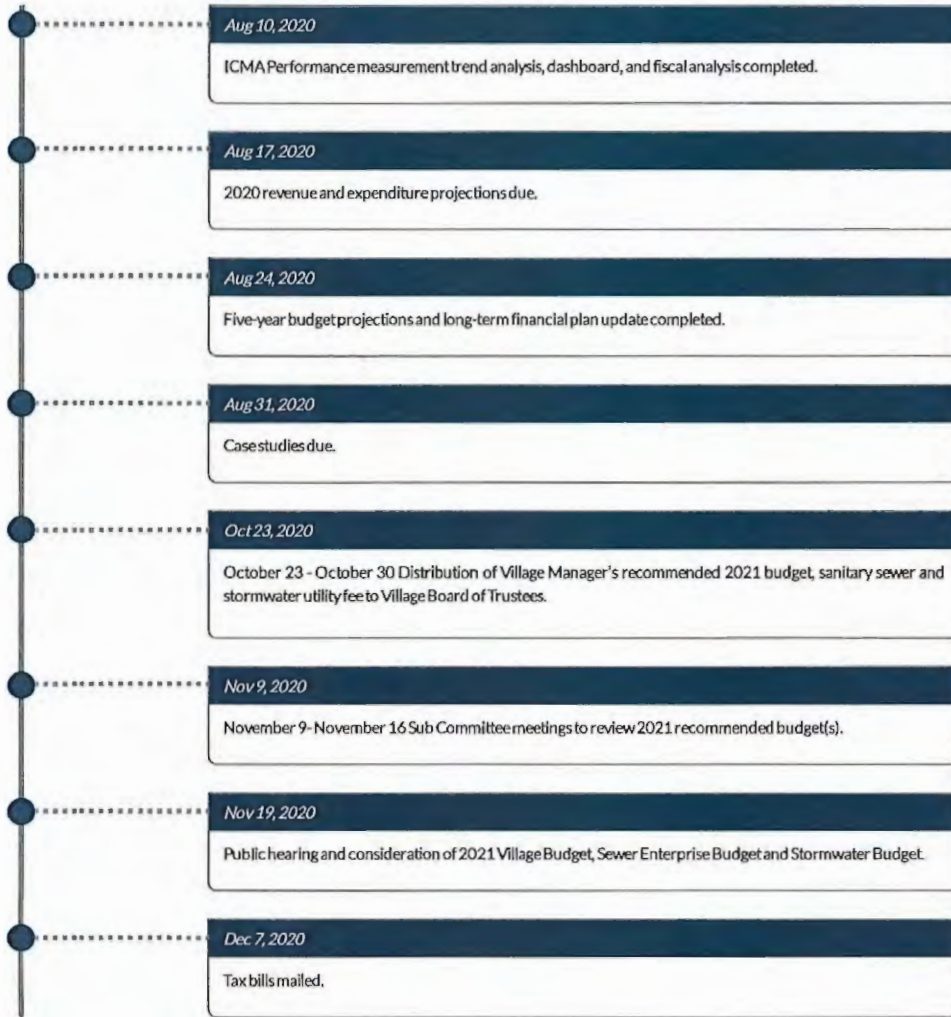 Aug 10, 2020
ICMA Performance measurement trend analysis, dashboard, and fiscal analysis completed.
Aug 17, 2020
2020 revenue and expenditure projections due.
Aug 24, 2020
Five-year budget projections and long-term financial plan update completed.
Aug 31, 2020
Case studies due.
Oct 23, 2020
October 23 - October 30 Distribution of Village Manager's recommended 2021 budget, sanitary sewer and
stormwater utility fee to Village Board of Trustees.
Nov 9, 2020
November 9- November 16 Sub Committee meetings to review 2021 recommended budget(s).
Nov 19, 2020
Public hearing and consideration of 2021 Village Budget, Sewer Enterprise Budget and Stormwater Budget.
Dec 7, 2020
Tax bills mailed.